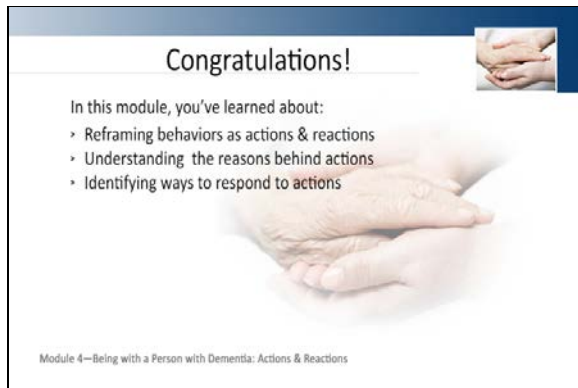 Congratulations!
In this module, you've learned about:
› Reframing behaviors as actions & reactions
› Understanding the reasons behind actions
› Identifying ways to respond to actions
Module 4—Being with a Person with Dementia: Actions & Reactions